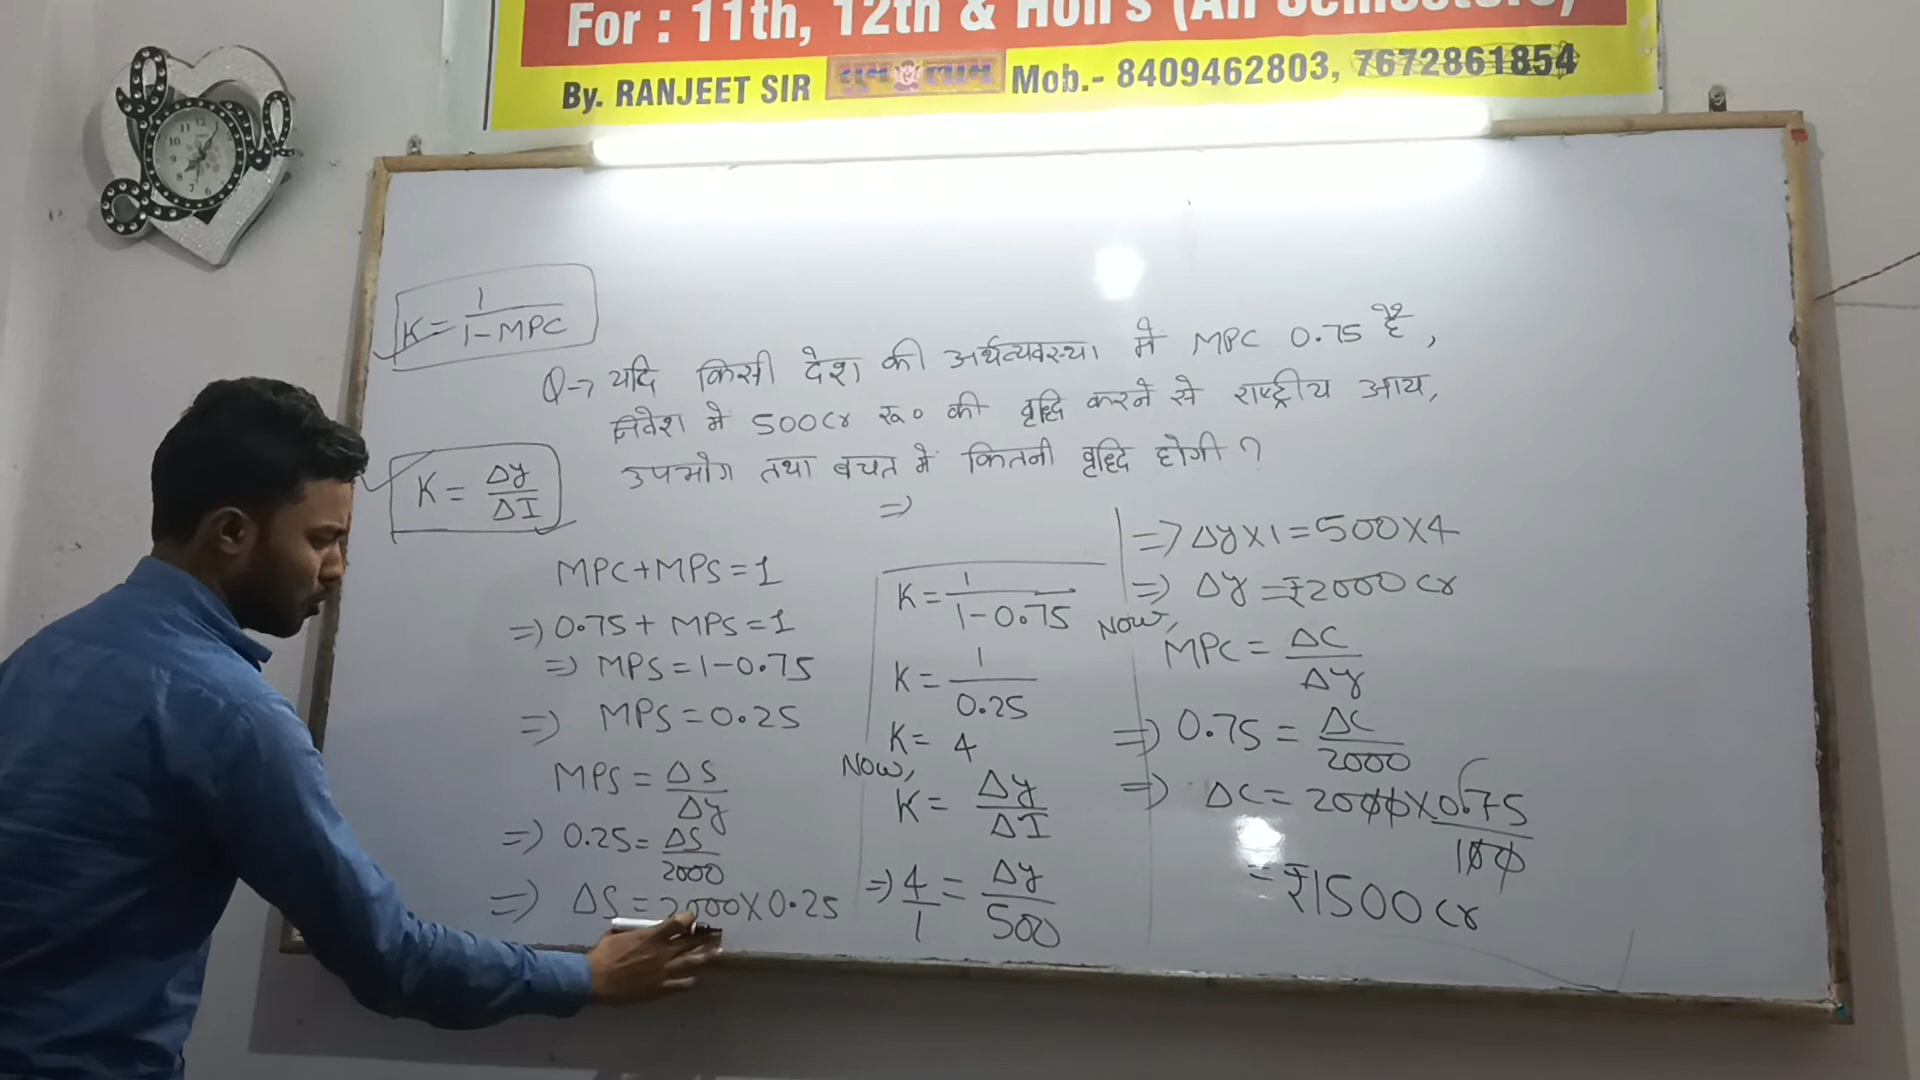 For : 11th, 12th & Hon's (All Semesters)
By. RANJEET SIR शुभ लाभ Mob.- 8409462803, 7672861854
K = 1/1-MPC
Q→ यदि किसी देश की अर्थव्यवस्था में MPC 0.75 है,
निवेश में 500Cr रू० की वृद्धि करने से राष्ट्रीय आय,
उपभोग तथा बचत में कितनी वृद्धि होगी ?
K = ΔY/ΔI
⇒
MPC+MPS=1
⇒ 0.75+ MPS=1
⇒ MPS=1-0.75
⇒ MPS=0.25
MPS = ΔS/ΔY
⇒ 0.25= ΔS/2000
⇒ ΔS=2000×0.25
K = 1/1-0.75
K = 1/0.25
K= 4
Now,
K = ΔY/ΔI
⇒ 4/1 = ΔY/500
⇒ ΔY×1=500×4
⇒ ΔY=₹2000 Cr
Now,
MPC = ΔC/ΔY
⇒ 0.75 = ΔC/2000
⇒ ΔC= 2000×0.75/100
= ₹1500 Cr